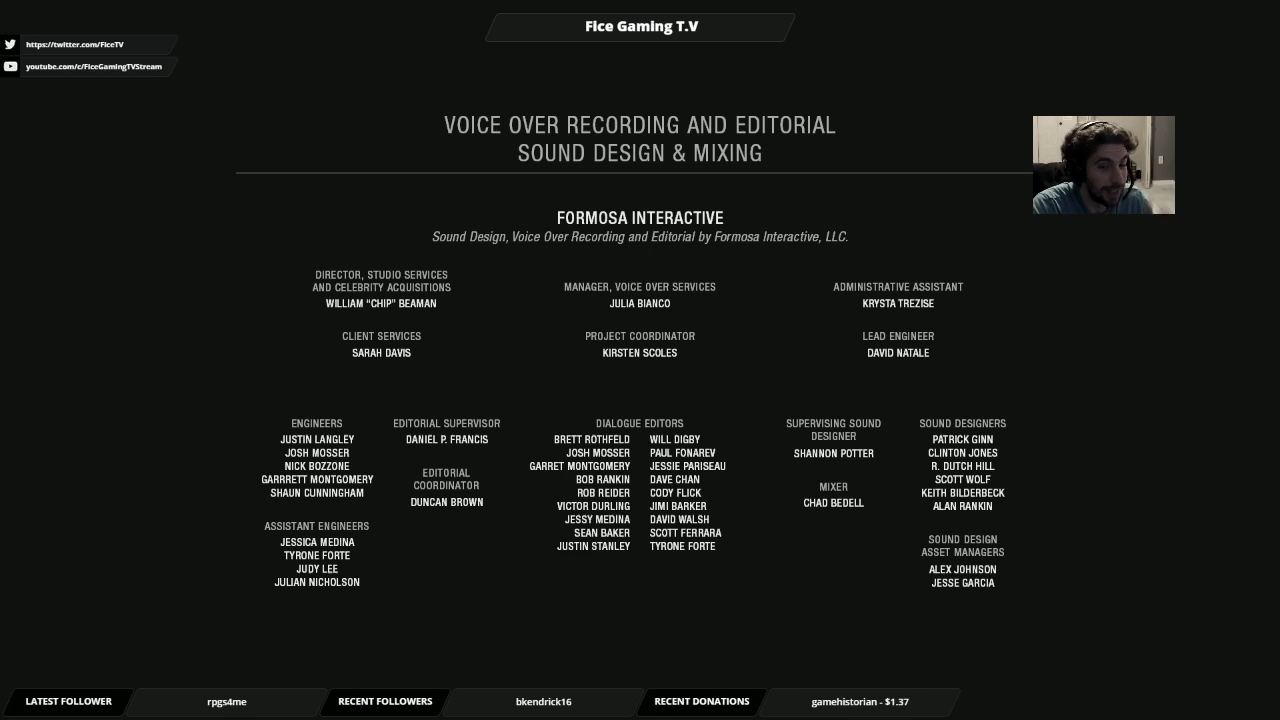 Fice Gaming T.V
https://twitter.com/FiceTV
youtube.com/c/FiceGamingTVStream
VOICE OVER RECORDING AND EDITORIAL
SOUND DESIGN & MIXING
FORMOSA INTERACTIVE
Sound Design, Voice Over Recording and Editorial by Formosa Interactive, LLC.
DIRECTOR, STUDIO SERVICES
AND CELEBRITY ACQUISITIONS
WILLIAM “CHIP” BEAMAN
MANAGER, VOICE OVER SERVICES
JULIA BIANCO
ADMINISTRATIVE ASSISTANT
KRYSTA TREZISE
CLIENT SERVICES
SARAH DAVIS
PROJECT COORDINATOR
KIRSTEN SCOLES
LEAD ENGINEER
DAVID NATALE
ENGINEERS
JUSTIN LANGLEY
JOSH MOSSER
NICK BOZZONE
GARRRETT MONTGOMERY
SHAUN CUNNINGHAM
ASSISTANT ENGINEERS
JESSICA MEDINA
TYRONE FORTE
JUDY LEE
JULIAN NICHOLSON
EDITORIAL SUPERVISOR
DANIEL P. FRANCIS
EDITORIAL
COORDINATOR
DUNCAN BROWN
DIALOGUE EDITORS
BRETT ROTHFELD
JOSH MOSSER
GARRET MONTGOMERY
BOB RANKIN
ROB REIDER
VICTOR DURLING
JESSY MEDINA
SEAN BAKER
JUSTIN STANLEY
WILL DIGBY
PAUL FONAREV
JESSIE PARISEAU
DAVE CHAN
CODY FLICK
JIMI BARKER
DAVID WALSH
SCOTT FERRARA
TYRONE FORTE
SUPERVISING SOUND
DESIGNER
SHANNON POTTER
MIXER
CHAD BEDELL
SOUND DESIGNERS
PATRICK GINN
CLINTON JONES
R. DUTCH HILL
SCOTT WOLF
KEITH BILDERBECK
ALAN RANKIN
SOUND DESIGN
ASSET MANAGERS
ALEX JOHNSON
JESSE GARCIA
LATEST FOLLOWER
rpgs4me
RECENT FOLLOWERS
bkendrick16
RECENT DONATIONS
gamehistorian - $1.37